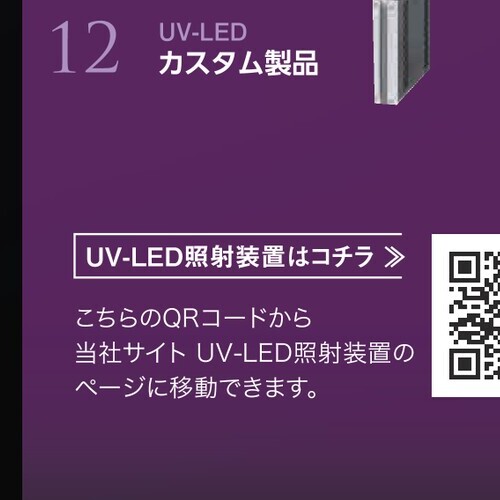 12
UV-LED
カスタム製品
UV-LED照射装置はコチラ
こちらのQRコードから
当社サイト UV-LED照射装置の
ページに移動できます。